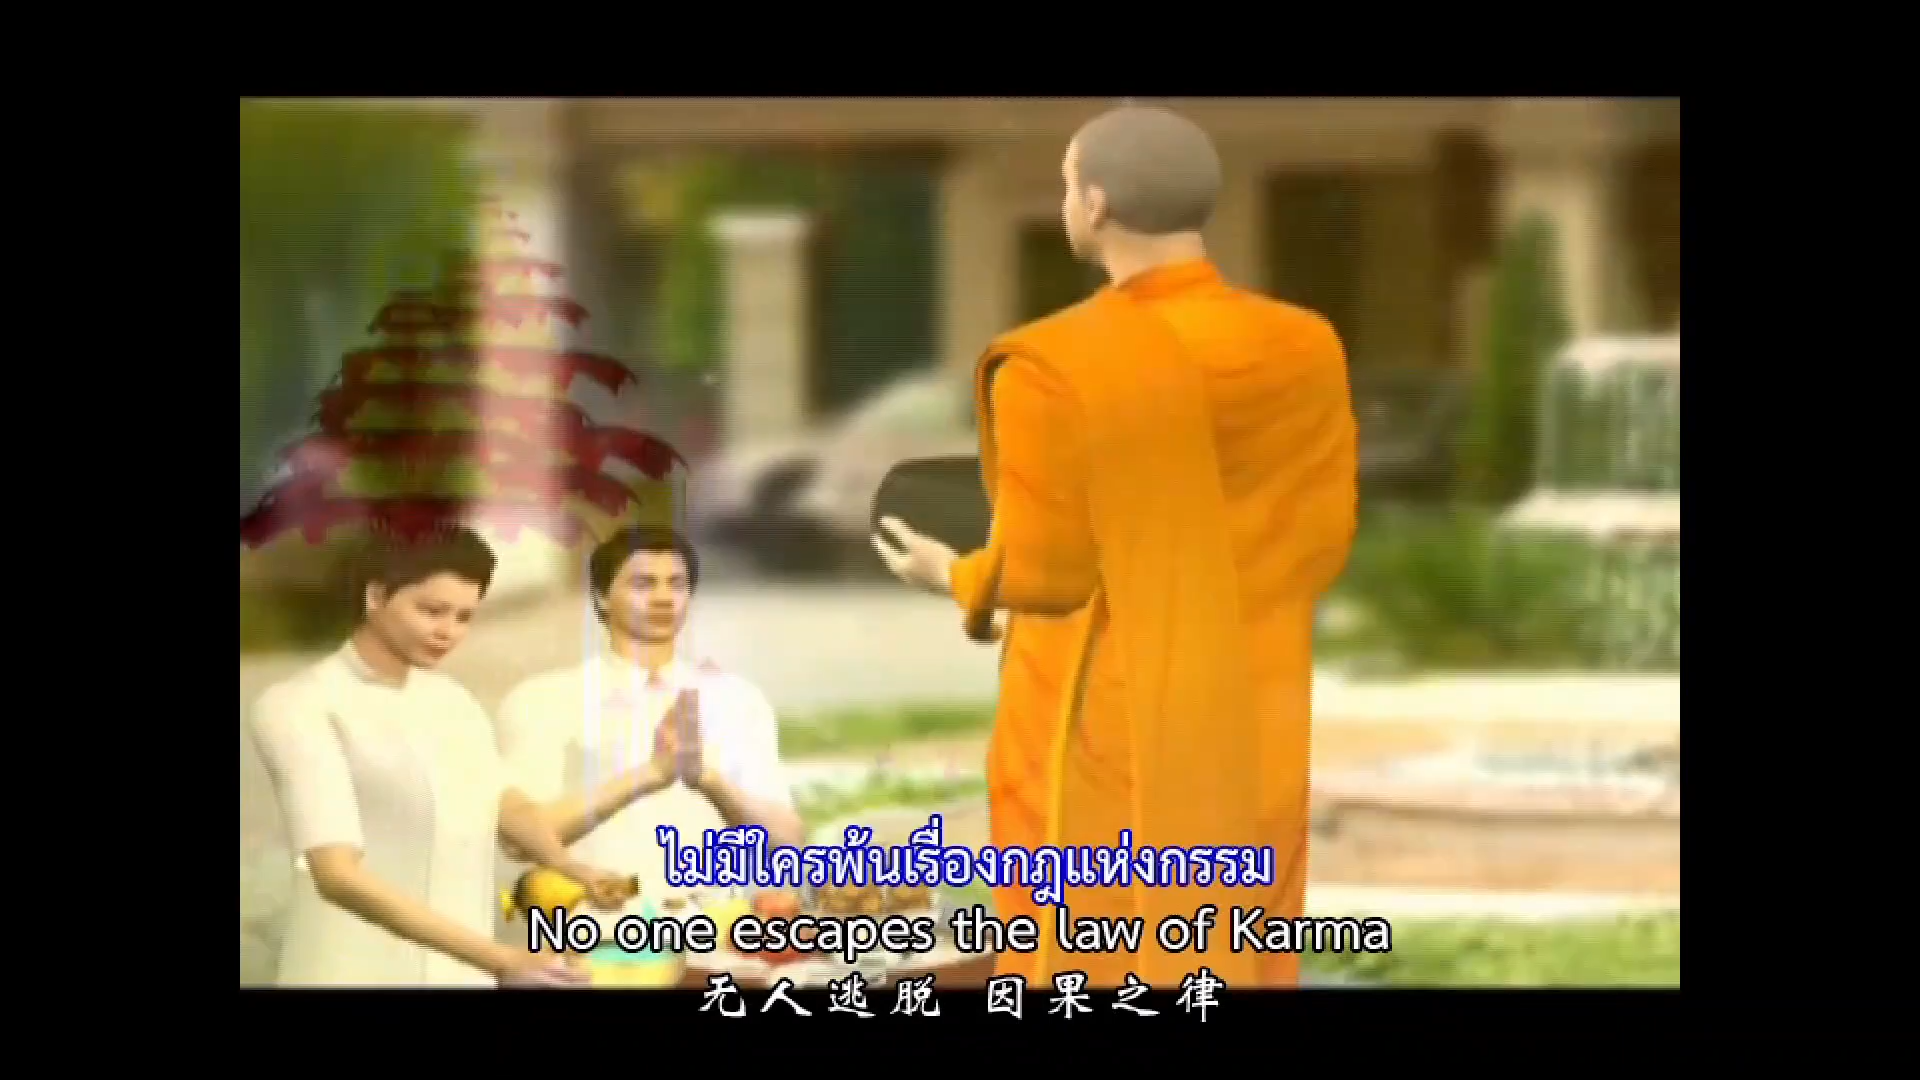 ไม่มีใครพ้นเรื่องกฎแห่งกรรม
No one escapes the law of Karma
无人逃脱 因果之律